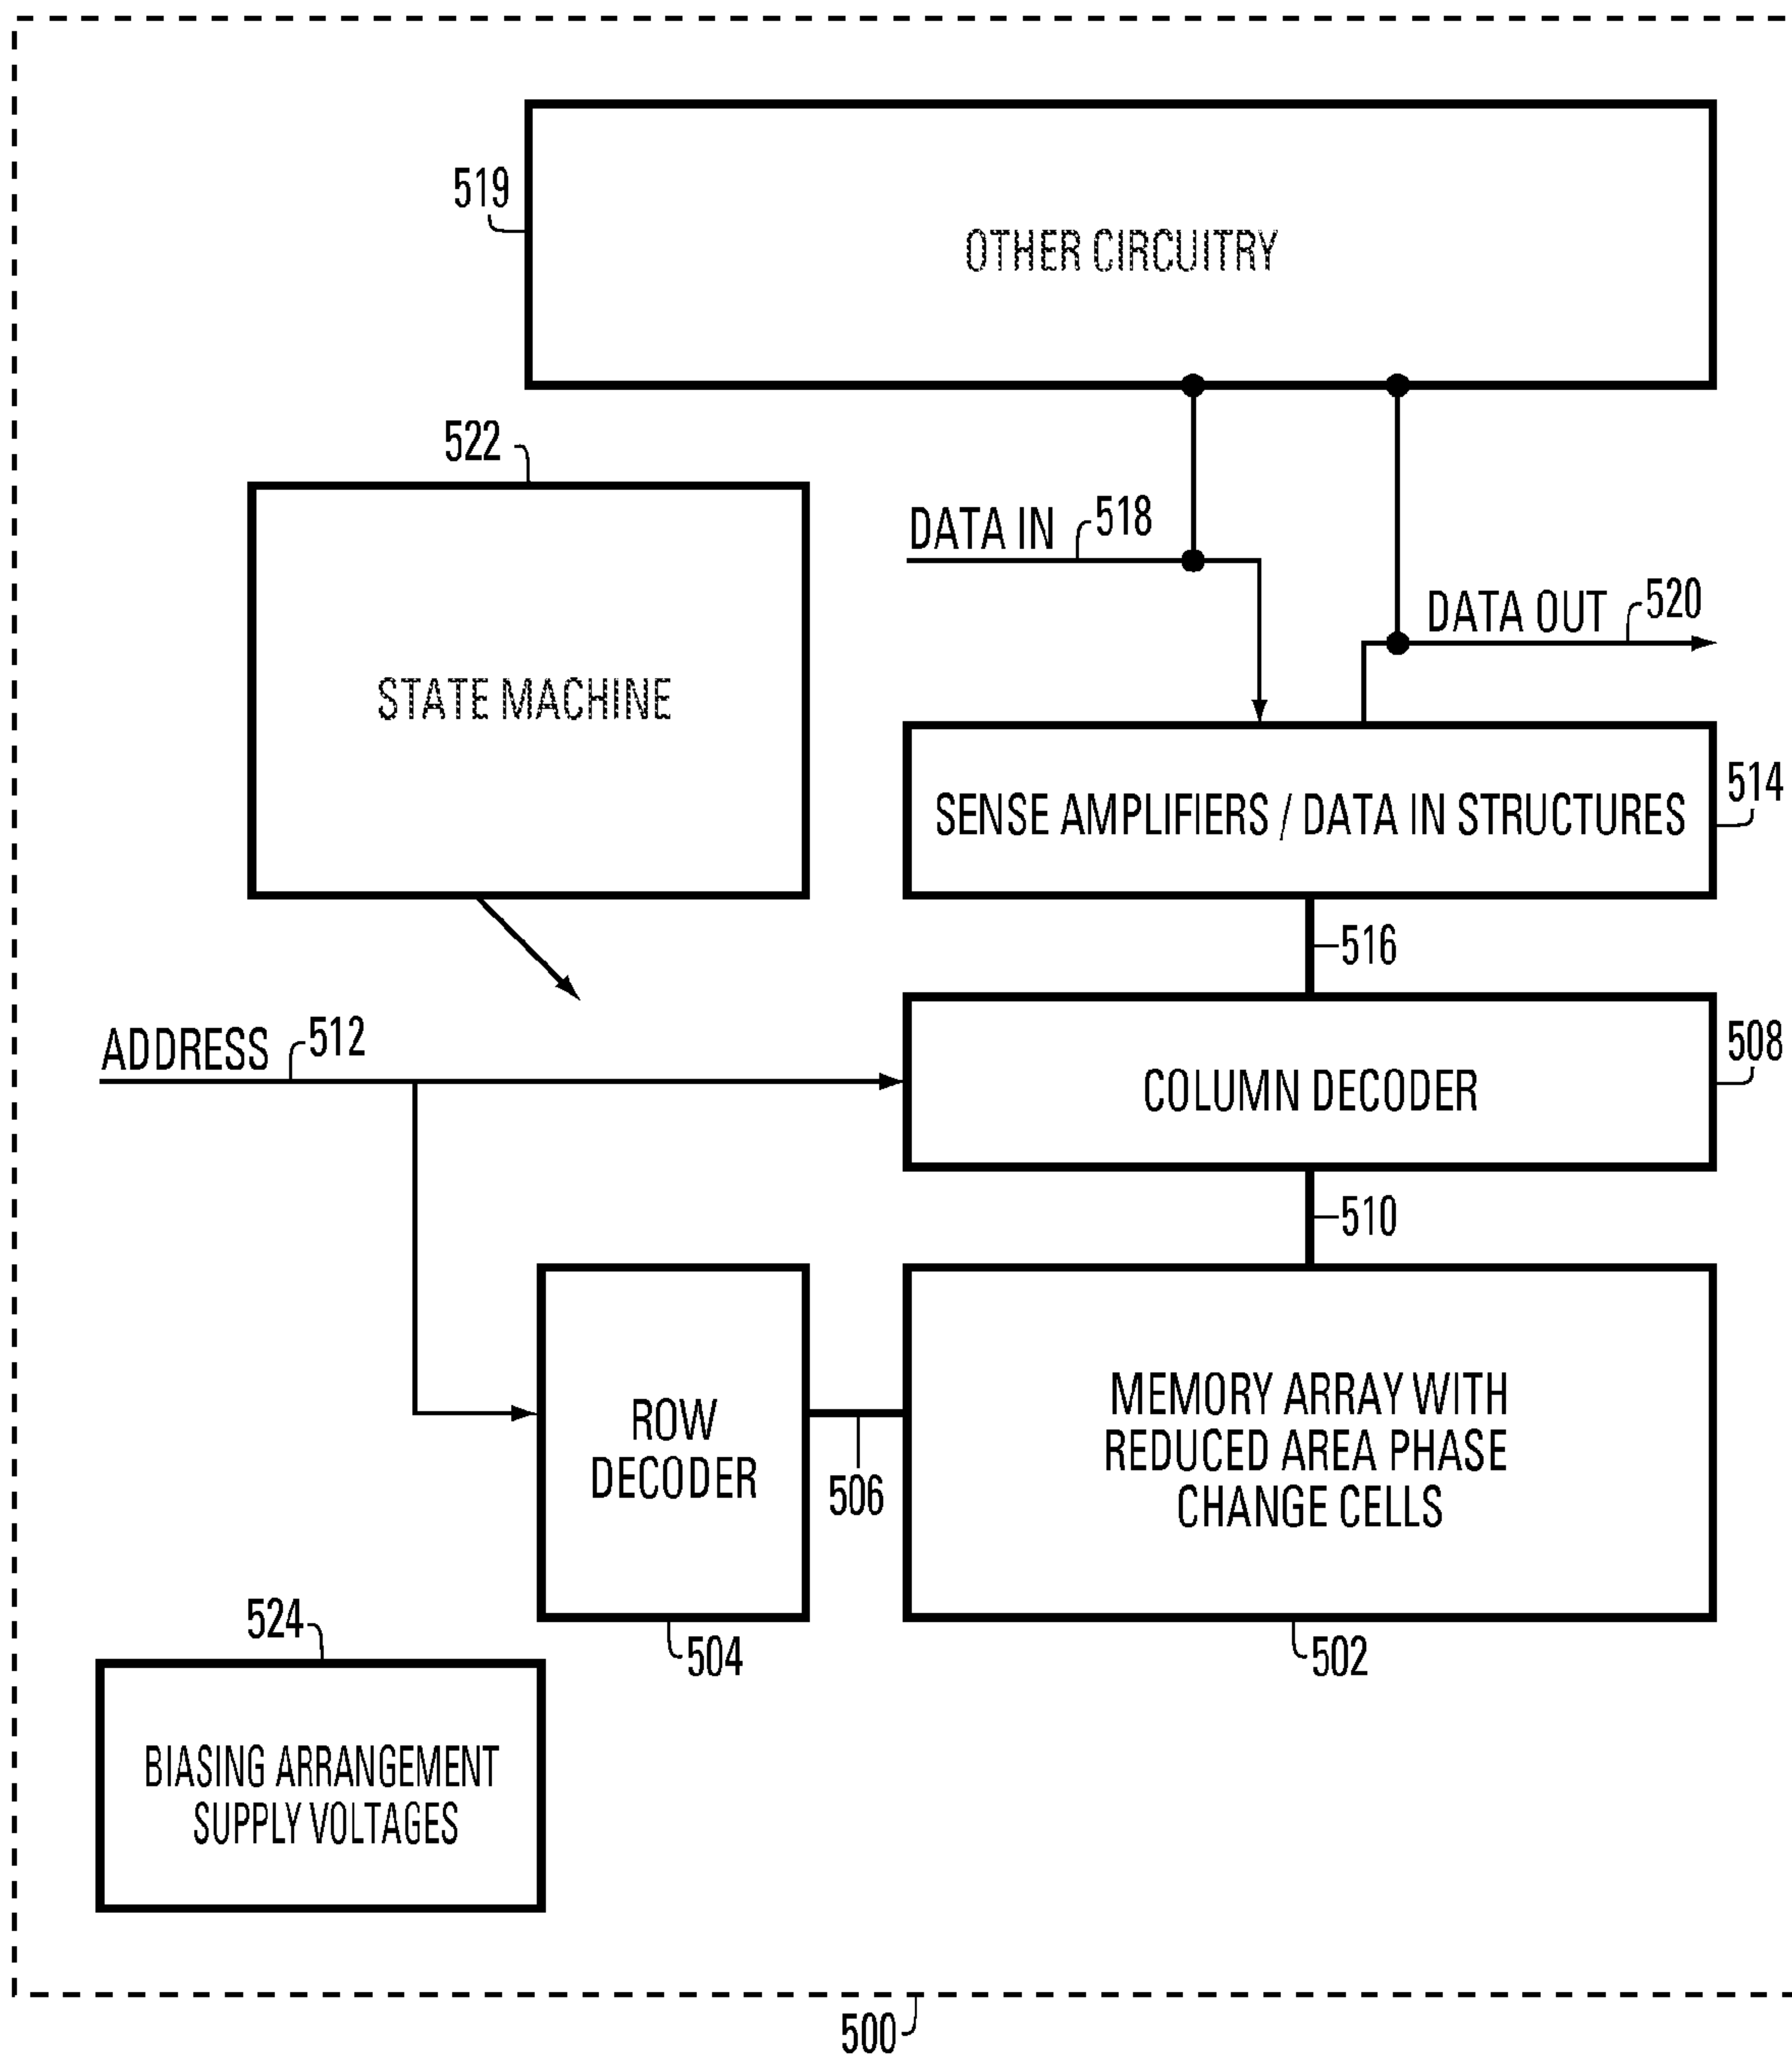 519
OTHER CIRCUITRY
522
DATA IN
518
DATA OUT
520
STATE MACHINE
SENSE AMPLIFIERS / DATA IN STRUCTURES
514
516
ADDRESS
512
COLUMN DECODER
508
510
ROW
DECODER
506
MEMORY ARRAY WITH
REDUCED AREA PHASE
CHANGE CELLS
524
504
502
BIASING ARRANGEMENT
SUPPLY VOLTAGES
500